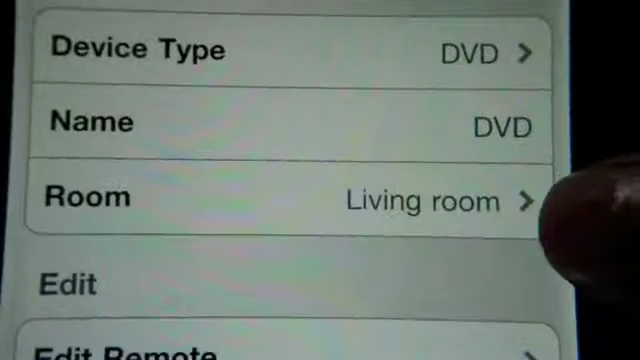 Device Type DVD >
Name DVD
Room Living room >
Edit
Edit Remote >